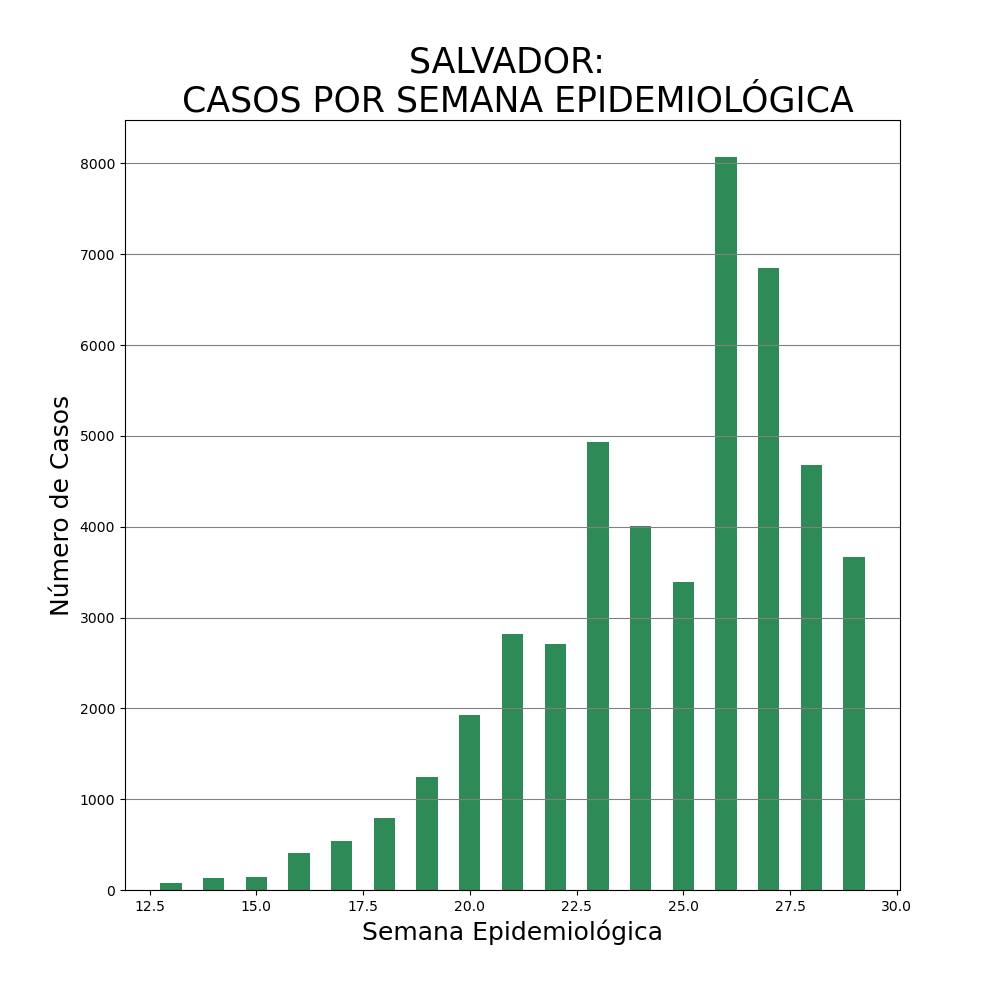 SALVADOR:
CASOS POR SEMANA EPIDEMIOLÓGICA
8000
7000
6000
5000
4000
3000
2000
1000
0
Número de Casos
12.5 15.0 17.5 20.0 22.5 25.0 27.5 30.0
Semana Epidemiológica